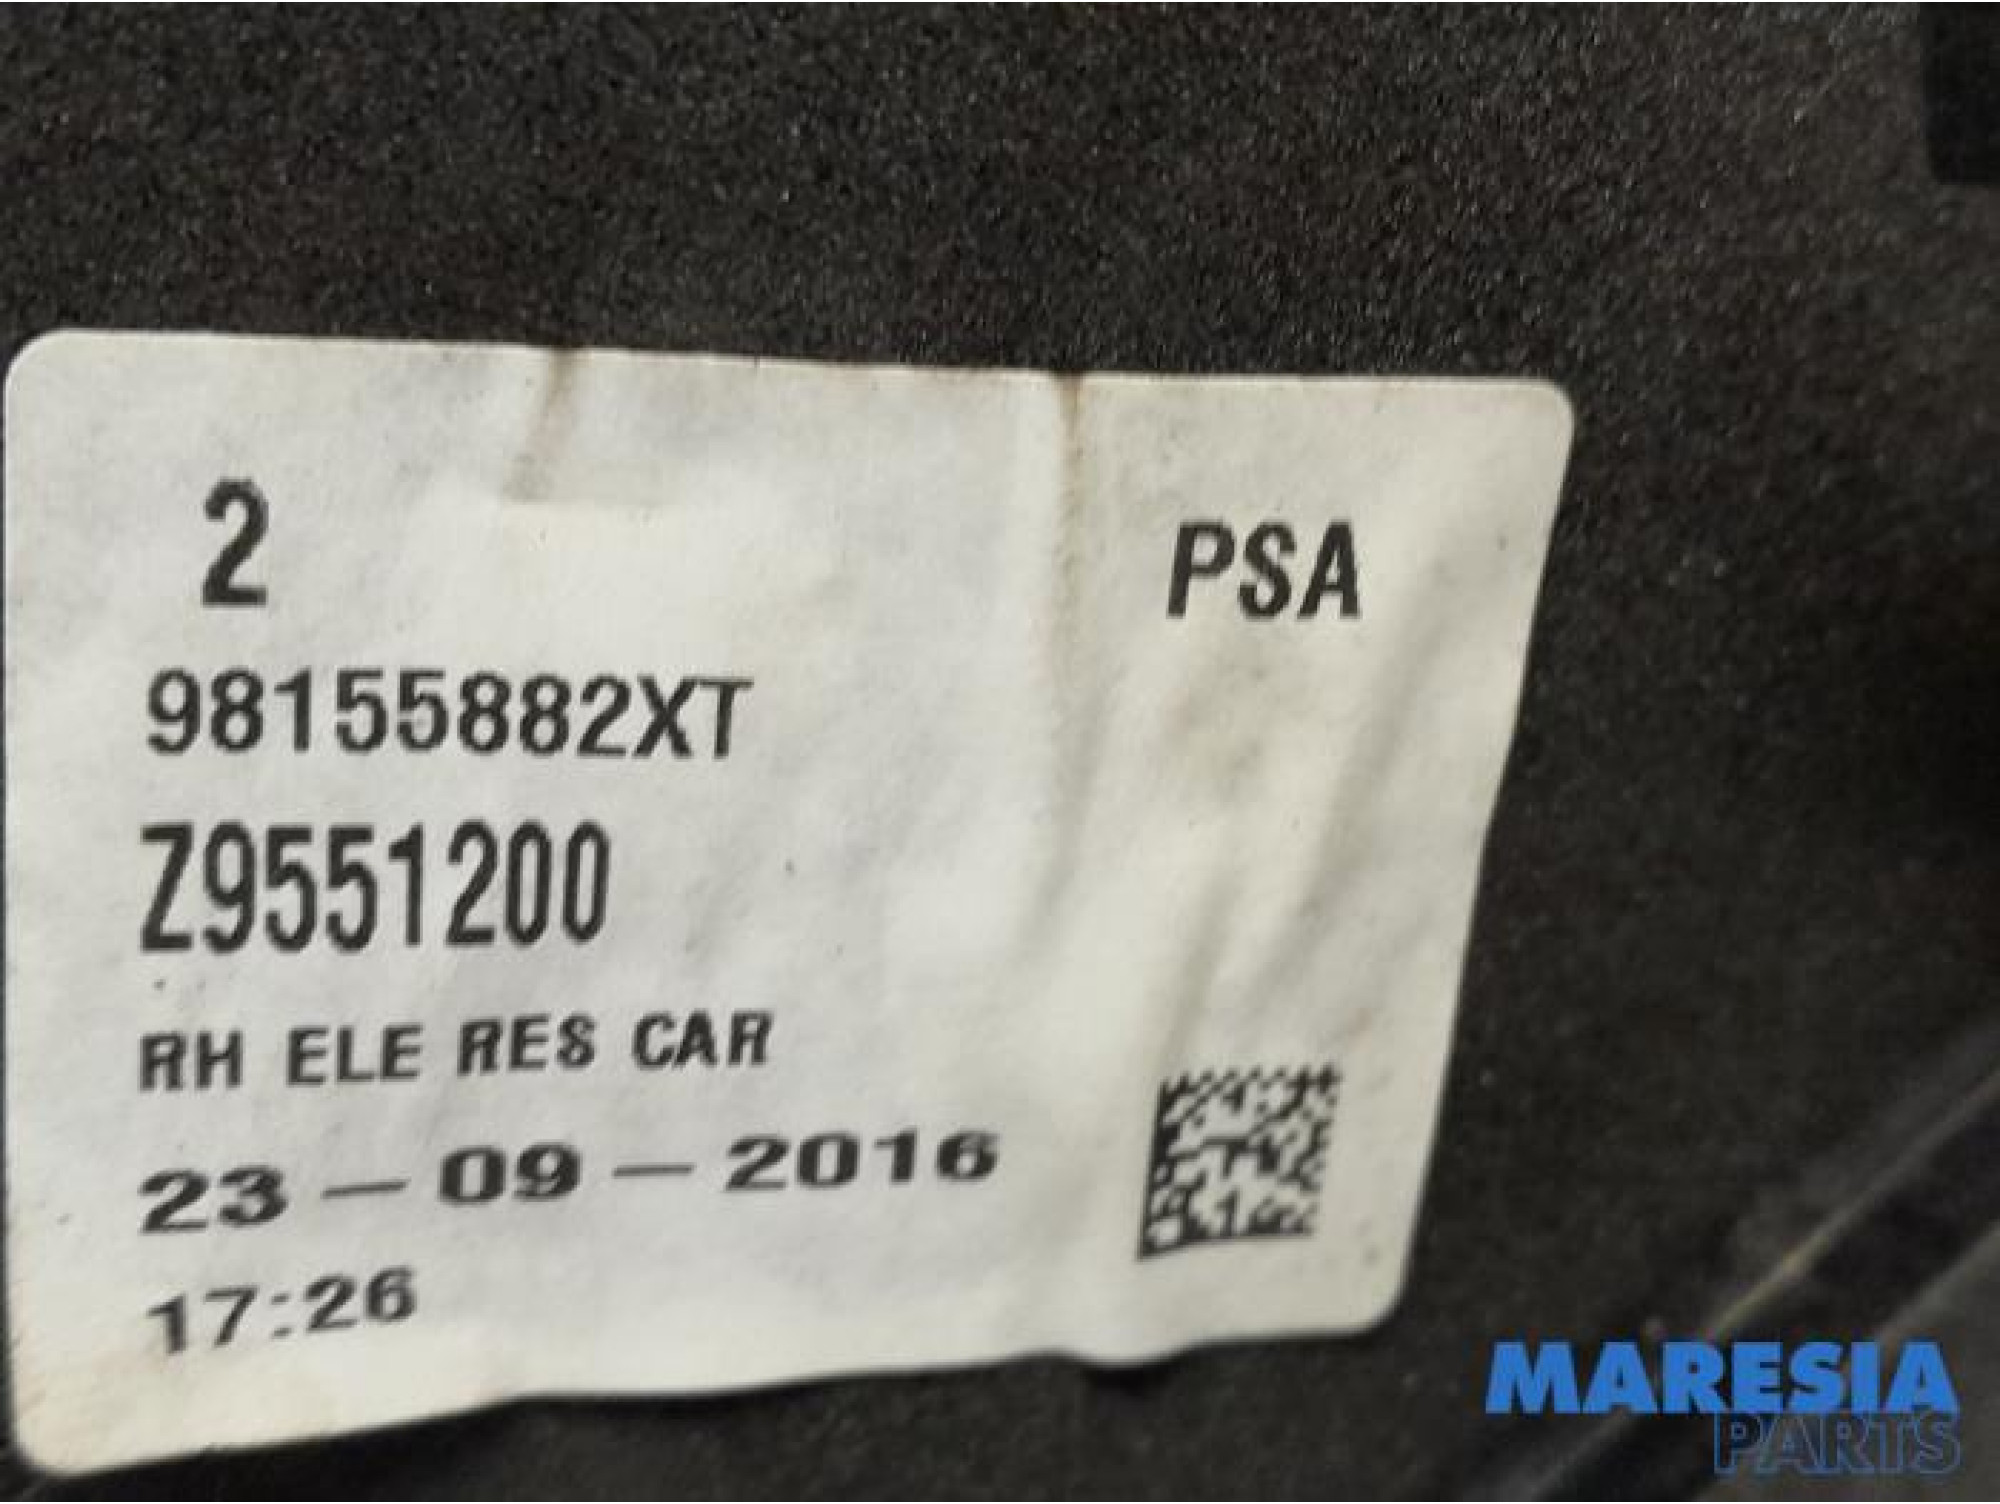 2
PSA
98155882XT
Z9551200
RH ELE RES CAR
23-09-2016
17:26
MARESIA
PARTS